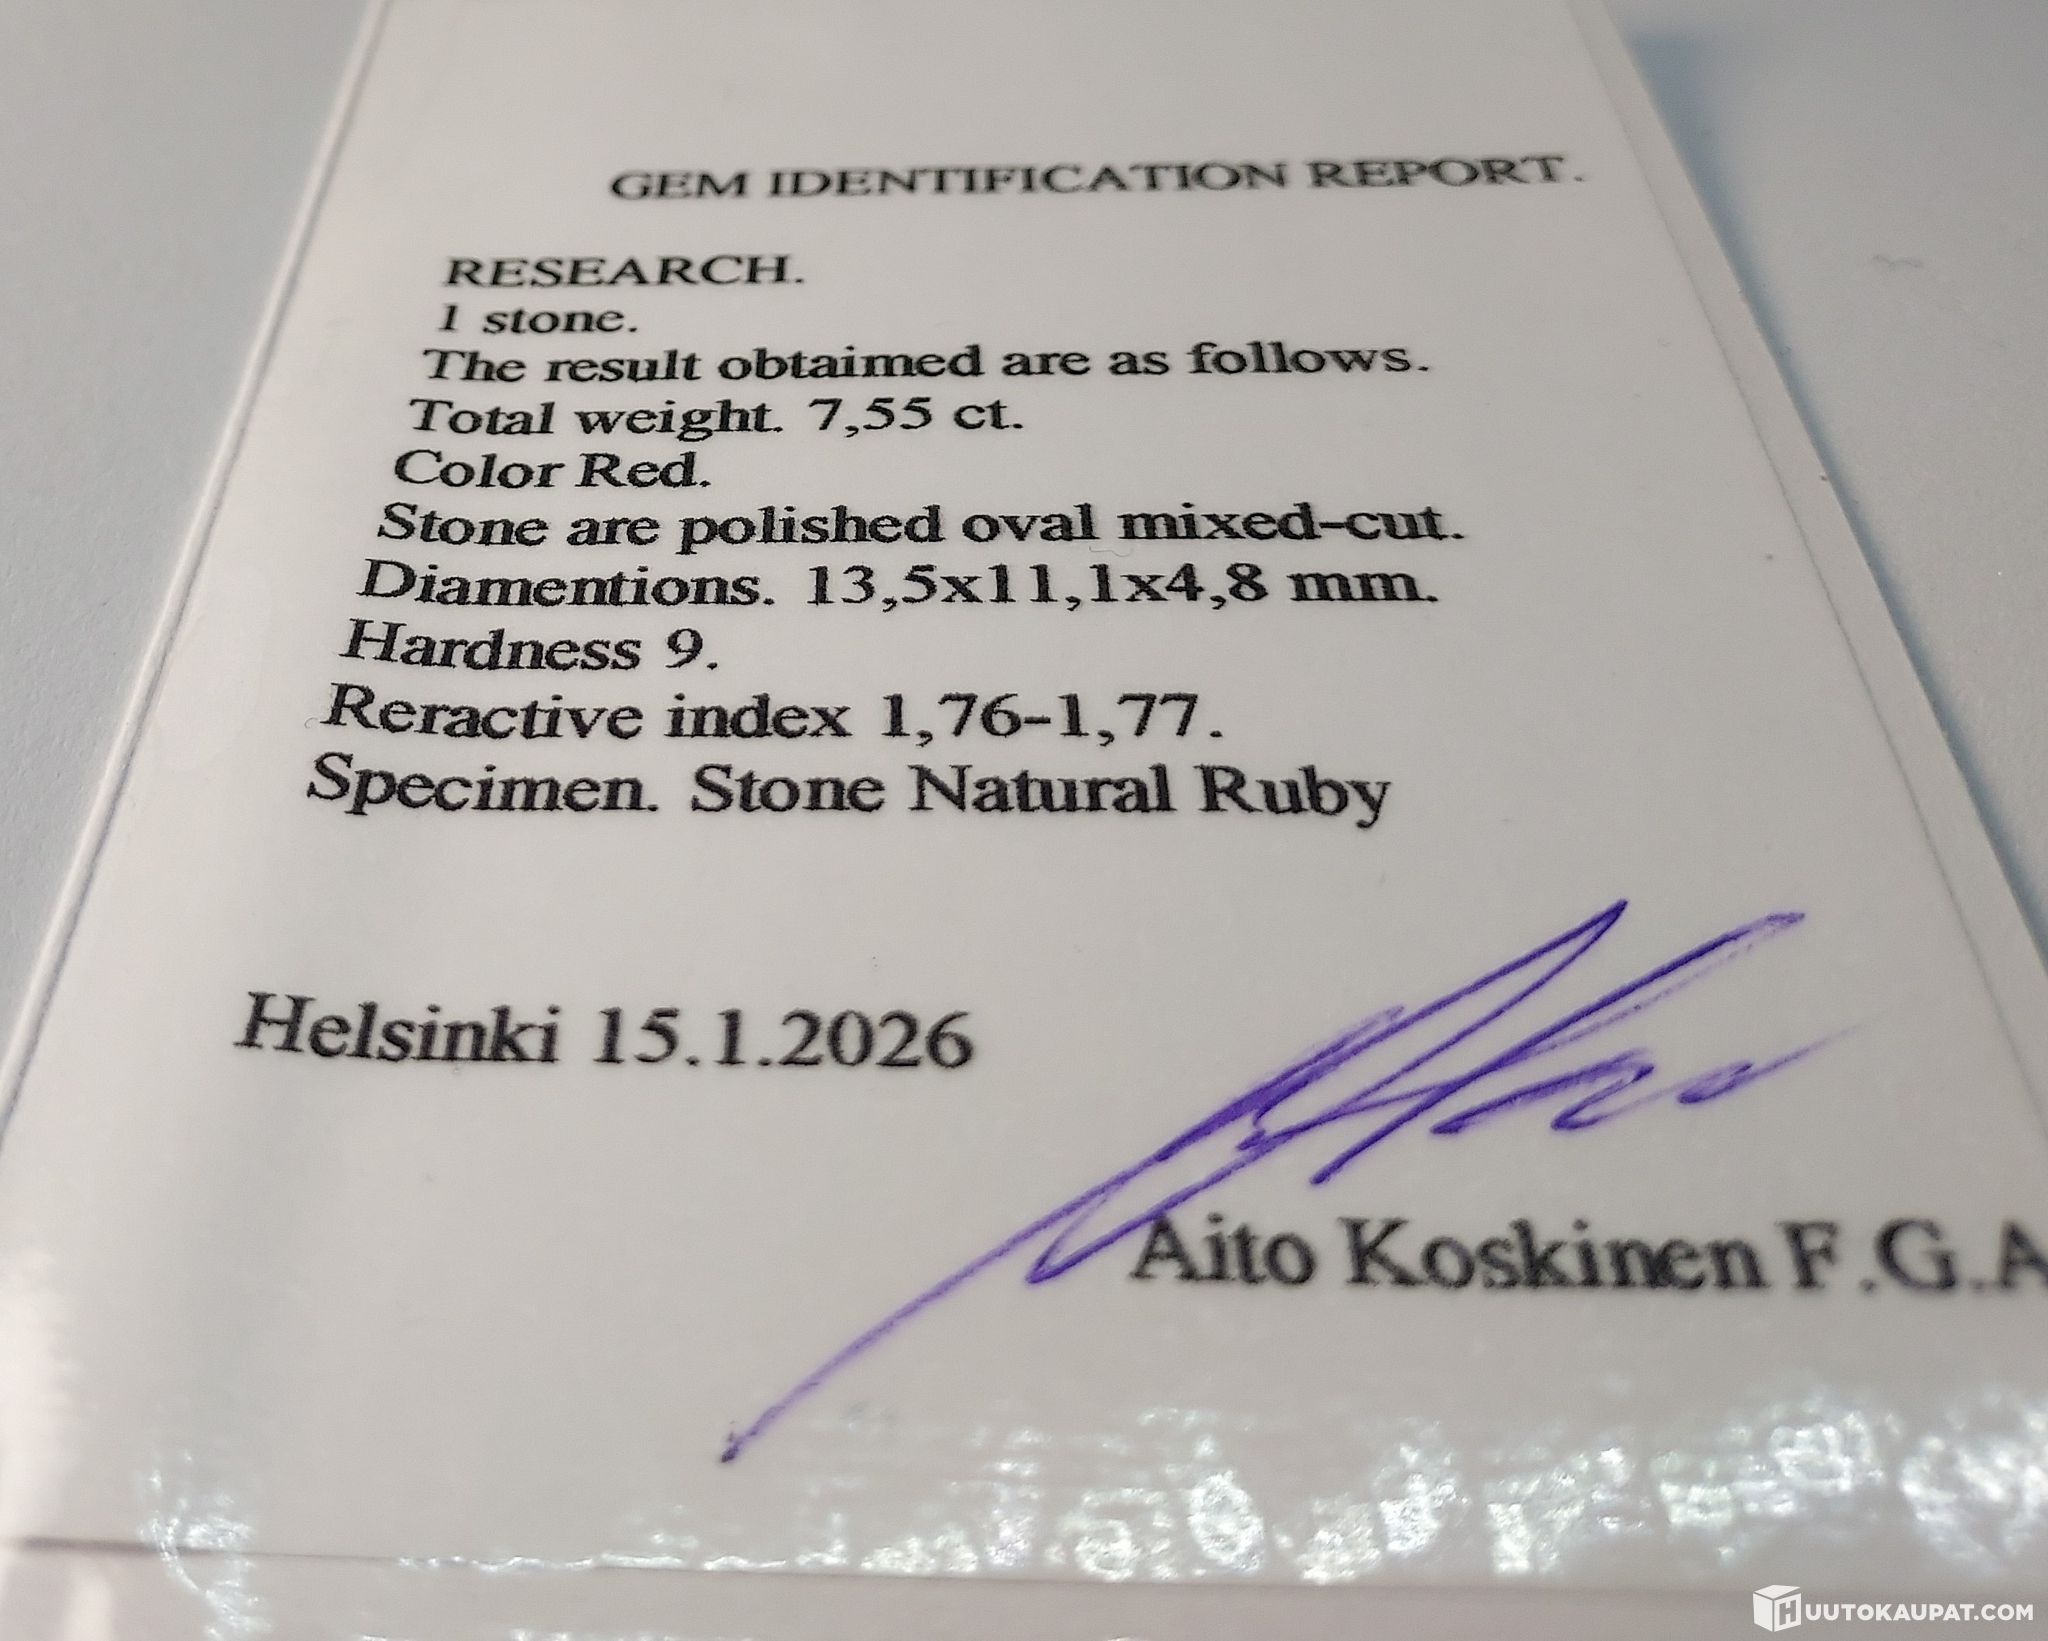 GEM IDENTIFICATION REPORT.
RESEARCH.
1 stone.
The result obtaimed are as follows.
Total weight. 7,55 ct.
Color Red.
Stone are polished oval mixed-cut.
Diamentions. 13,5x11,1x4,8 mm.
Hardness 9.
Reractive index 1,76-1,77.
Specimen. Stone Natural Ruby
Helsinki 15.1.2026
Aito Koskinen F.G.A
HUUTOKAUPAT.COM